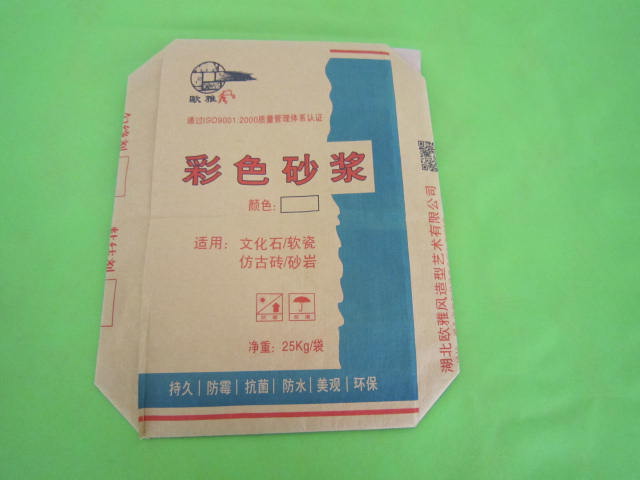 欧雅风
通过ISO9001:2000质量管理体系认证
彩色砂浆
颜色:
适用: 文化石/软瓷
仿古砖/砂岩
净重: 25Kg/袋
持久|防霉|抗菌|防水|美观|环保
湖北欧雅风造型艺术有限公司